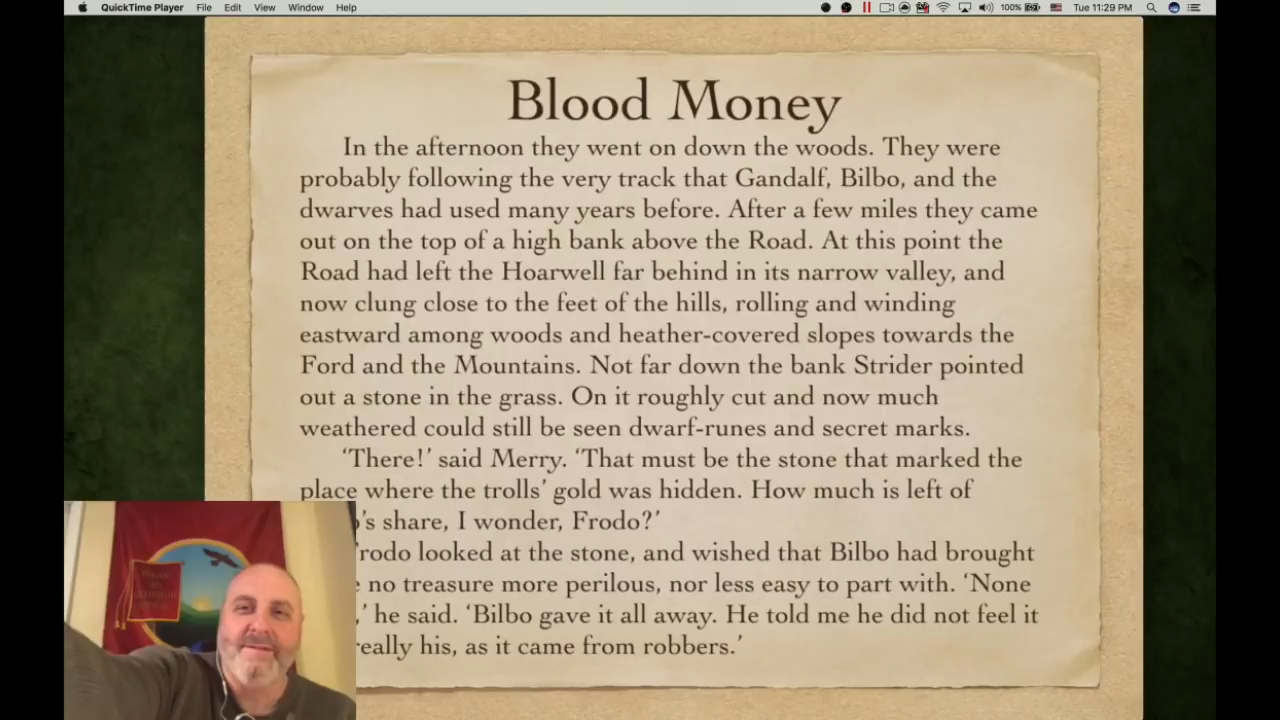 QuickTime Player File Edit View Window Help 100% Tue 11:29 PM
Blood Money
In the afternoon they went on down the woods. They were
probably following the very track that Gandalf, Bilbo, and the
dwarves had used many years before. After a few miles they came
out on the top of a high bank above the Road. At this point the
Road had left the Hoarwell far behind in its narrow valley, and
now clung close to the feet of the hills, rolling and winding
eastward among woods and heather-covered slopes towards the
Ford and the Mountains. Not far down the bank Strider pointed
out a stone in the grass. On it roughly cut and now much
weathered could still be seen dwarf-runes and secret marks.
‘There!’ said Merry. ‘That must be the stone that marked the
place where the trolls’ gold was hidden. How much is left of
’s share, I wonder, Frodo?’
rodo looked at the stone, and wished that Bilbo had brought
no treasure more perilous, nor less easy to part with. ‘None
,’ he said. ‘Bilbo gave it all away. He told me he did not feel it
really his, as it came from robbers.’